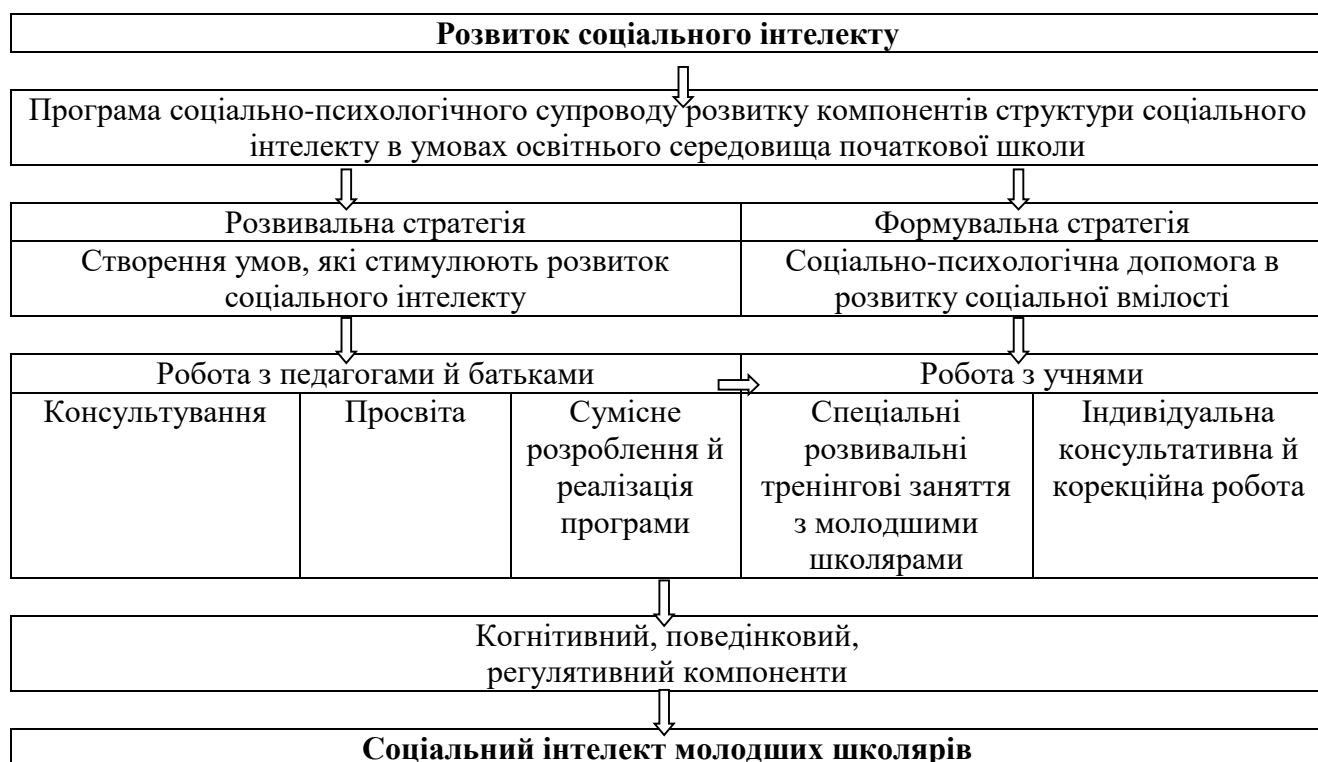 Розвиток соціального інтелекту
Програма соціально-психологічного супроводу розвитку компонентів структури соціального
інтелекту в умовах освітнього середовища початкової школи
Розвивальна стратегія
Формувальна стратегія
Створення умов, які стимулюють розвиток
соціального інтелекту
Соціально-психологічна допомога в
розвитку соціальної вмілості
Робота з педагогами й батьками
Робота з учнями
Консультування
Просвіта
Сумісне
розроблення й
реалізація
програми
Спеціальні
розвивальні
тренінгові заняття
з молодшими
школярами
Індивідуальна
консультативна й
корекційна робота
Когнітивний, поведінковий,
регулятивний компоненти
Соціальний інтелект молодших школярів